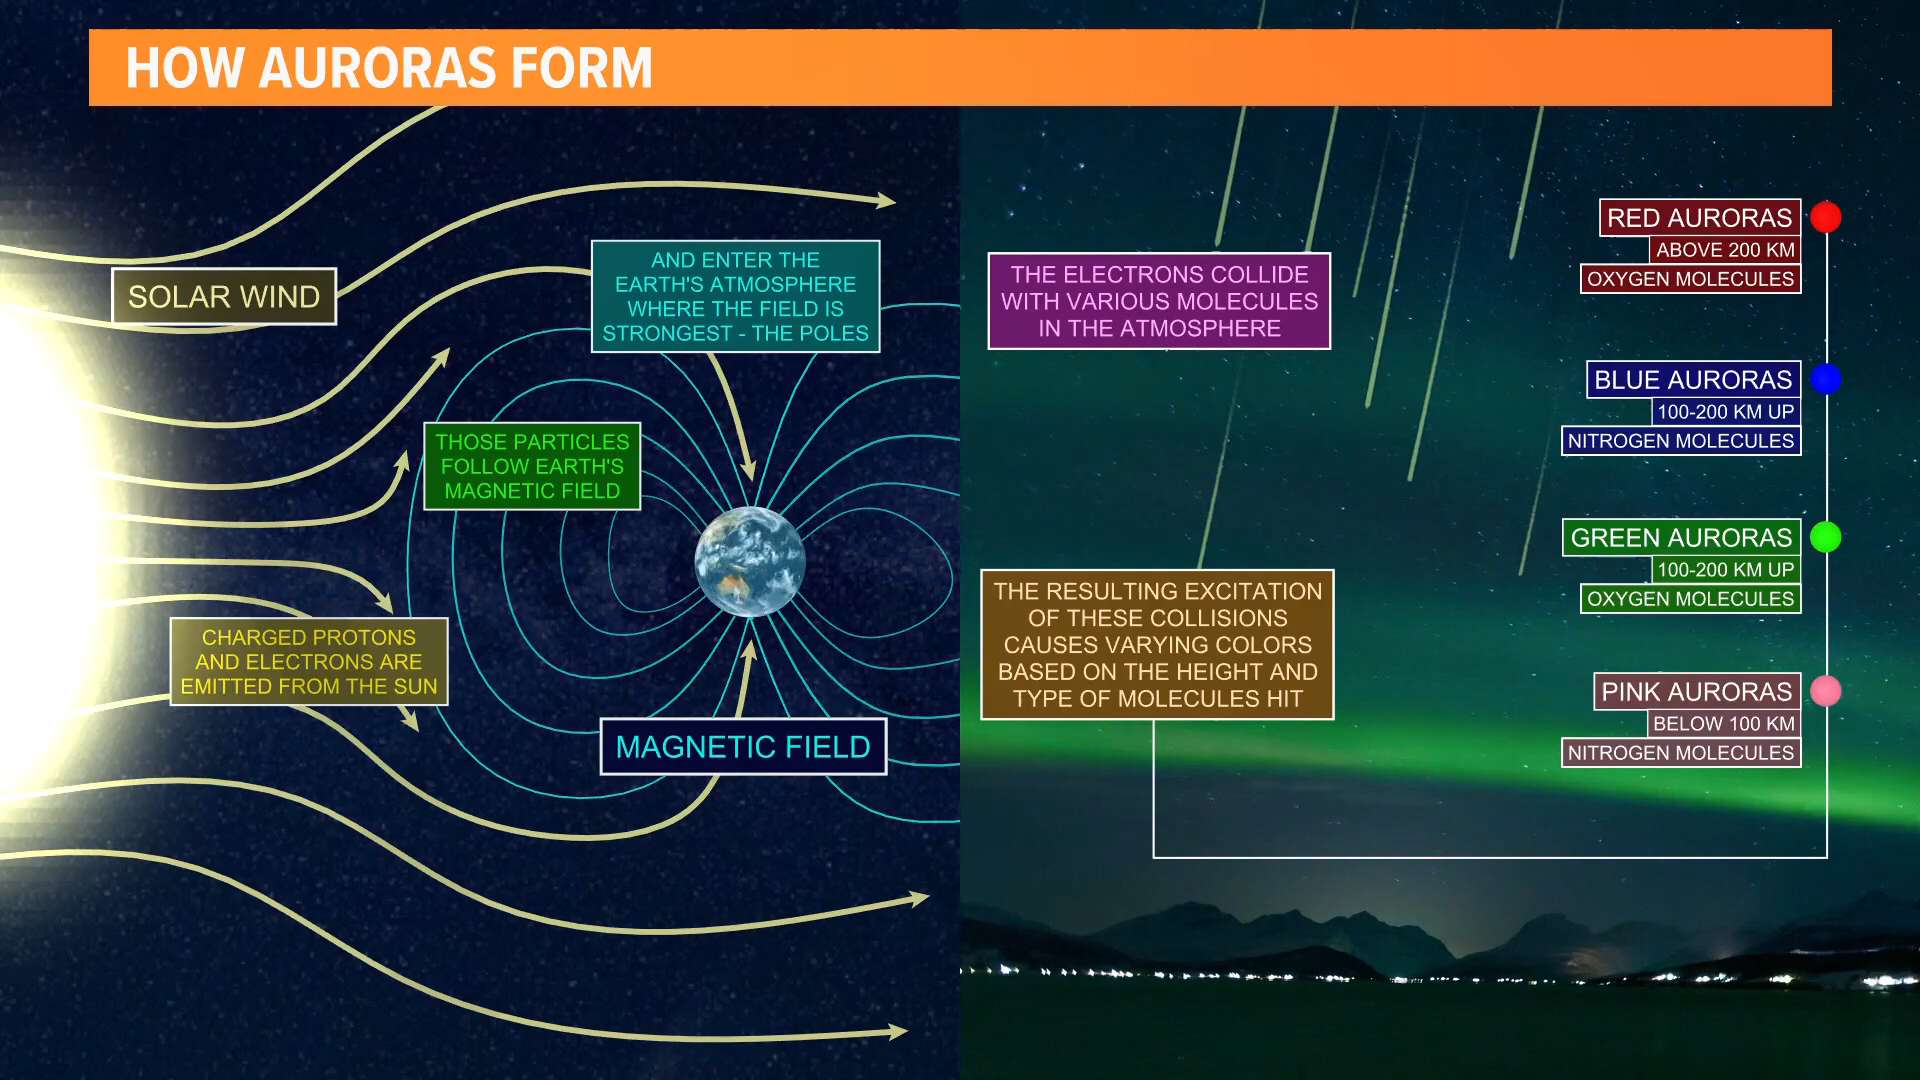 HOW AURORAS FORM
SOLAR WIND
CHARGED PROTONS
AND ELECTRONS ARE
EMITTED FROM THE SUN
THOSE PARTICLES
FOLLOW EARTH'S
MAGNETIC FIELD
AND ENTER THE
EARTH'S ATMOSPHERE
WHERE THE FIELD IS
STRONGEST - THE POLES
MAGNETIC FIELD
THE ELECTRONS COLLIDE
WITH VARIOUS MOLECULES
IN THE ATMOSPHERE
THE RESULTING EXCITATION
OF THESE COLLISIONS
CAUSES VARYING COLORS
BASED ON THE HEIGHT AND
TYPE OF MOLECULES HIT
RED AURORAS
ABOVE 200 KM
OXYGEN MOLECULES
BLUE AURORAS
100-200 KM UP
NITROGEN MOLECULES
GREEN AURORAS
100-200 KM UP
OXYGEN MOLECULES
PINK AURORAS
BELOW 100 KM
NITROGEN MOLECULES